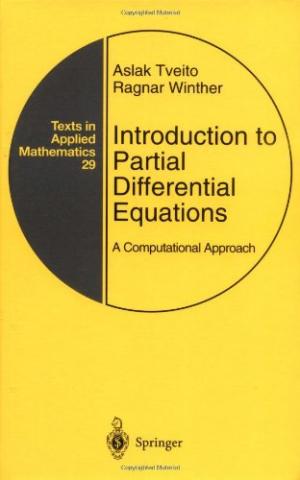 Aslak Tveito
Ragnar Winther
Texts in
Applied
Mathematics
29
Introduction to
Partial
Differential
Equations
A Computational Approach
Springer